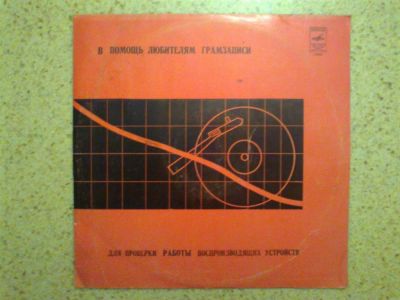 В ПОМОЩЬ ЛЮБИТЕЛЯМ ГРАМЗАПИСИ
ДЛЯ ПРОВЕРКИ РАБОТЫ ВОСПРОИЗВОДЯЩИХ УСТРОЙСТВ